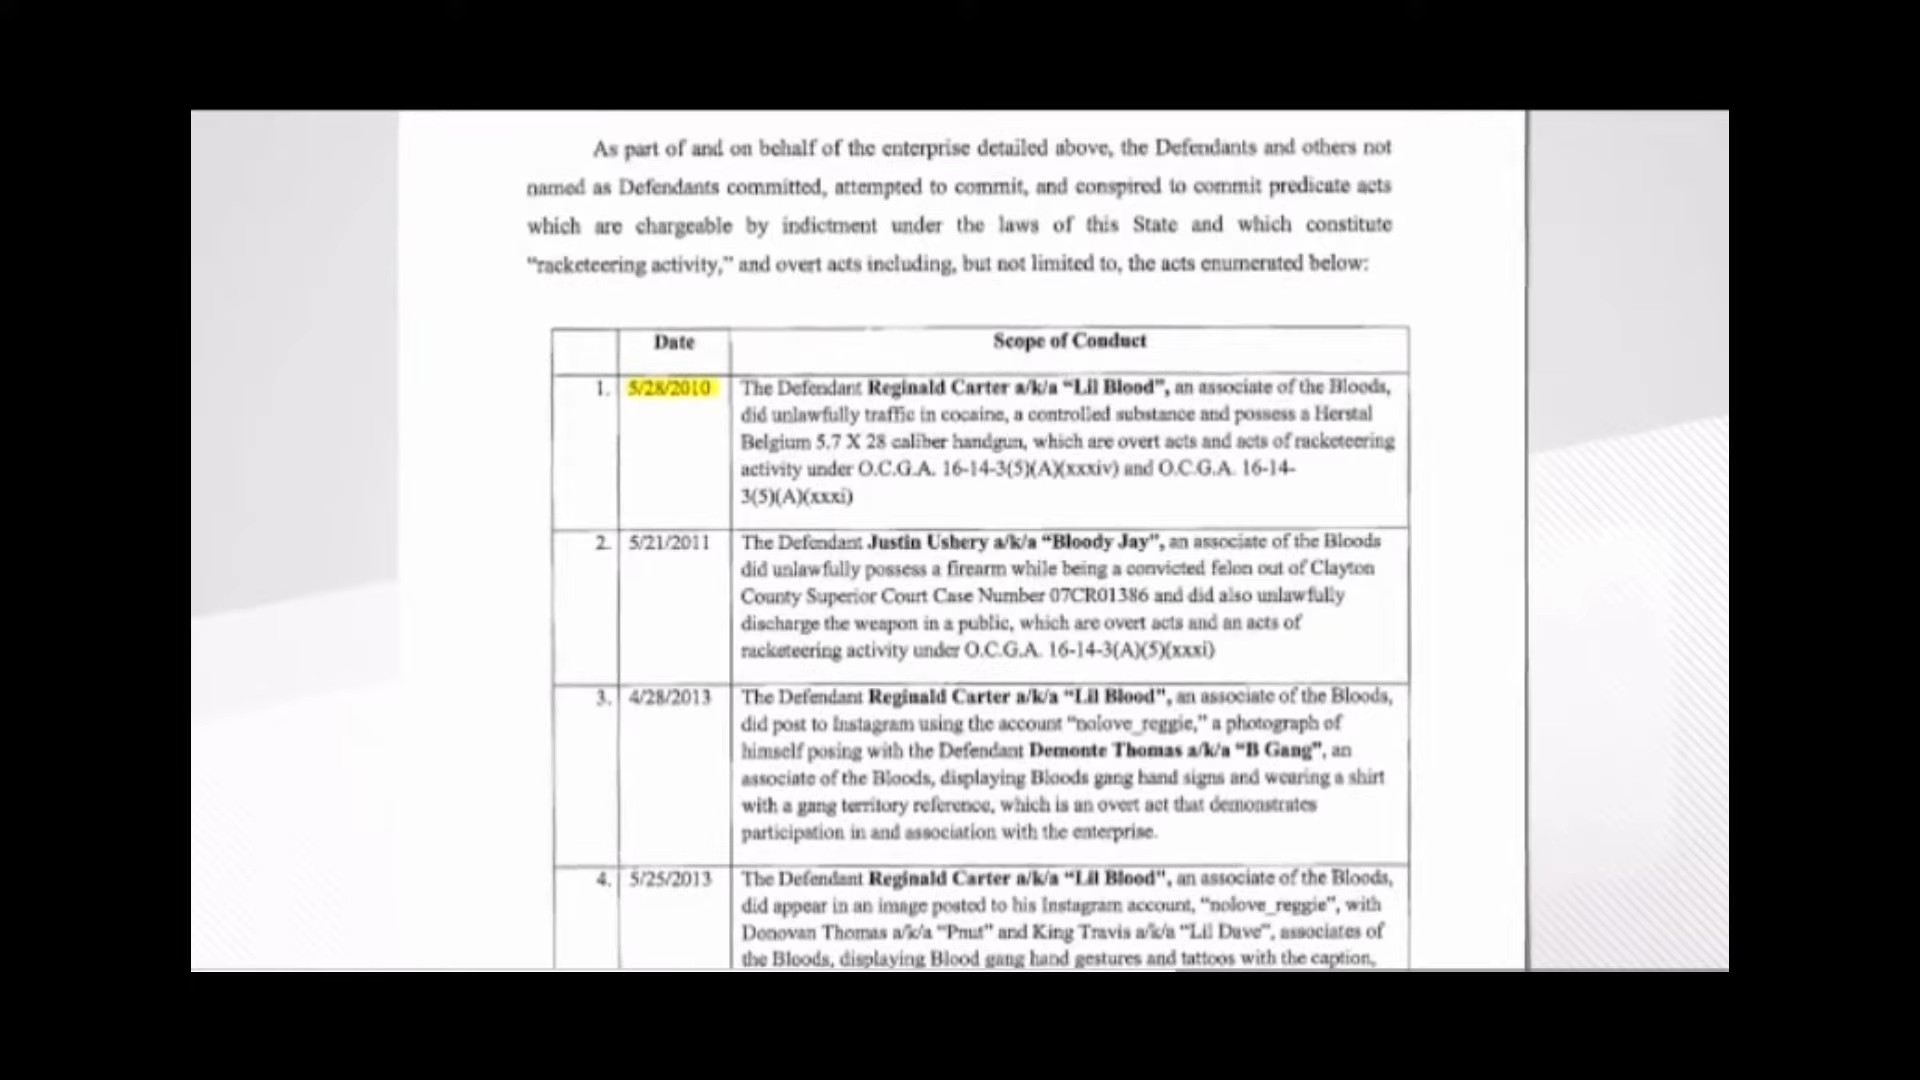 As part of and on behalf of the enterprise detailed above, the Defendants and others not
named as Defendants committed, attempted to commit, and conspired to commit predicate acts
which are chargeable by indictment under the laws of this State and which constitute
"racketeering activity," and overt acts including, but not limited to, the acts enumerated below:
Date Scope of Conduct
1. 5/28/2010 The Defendant Reginald Carter a/k/a “Lil Blood”, an associate of the Bloods,
did unlawfully traffic in cocaine, a controlled substance and possess a Herstal
Belgium 5.7 X 28 caliber handgun, which are overt acts and acts of racketeering
activity under O.C.G.A. 16-14-3(5)(A)(xxxiv) and O.C.G.A. 16-14-
3(5)(A)(xxxi)
2. 5/21/2011 The Defendant Justin Ushery a/k/a “Bloody Jay”, an associate of the Bloods
did unlawfully possess a firearm while being a convicted felon out of Clayton
County Superior Court Case Number 07CR01386 and did also unlawfully
discharge the weapon in a public, which are overt acts and an acts of
racketeering activity under O.C.G.A. 16-14-3(A)(5)(xxxi)
3. 4/28/2013 The Defendant Reginald Carter a/k/a “Lil Blood”, an associate of the Bloods,
did post to Instagram using the account “nolove_reggie,” a photograph of
himself posing with the Defendant Demonte Thomas a/k/a “B Gang”, an
associate of the Bloods, displaying Bloods gang hand signs and wearing a shirt
with a gang territory reference, which is an overt act that demonstrates
participation in and association with the enterprise.
4. 5/25/2013 The Defendant Reginald Carter a/k/a “Lil Blood”, an associate of the Bloods,
did appear in an image posted to his Instagram account, “nolove_reggie”, with
Donovan Thomas a/k/a “Pnut” and King Travis a/k/a “Lil Dave”, associates of
the Bloods, displaying Blood gang hand gestures and tattoos with the caption,